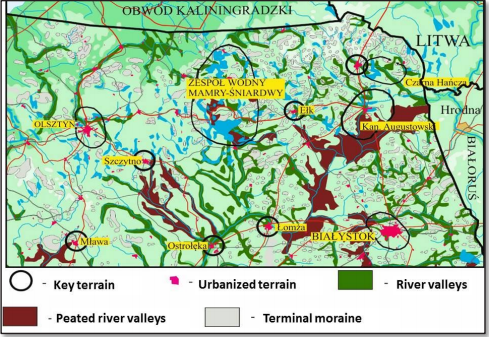 OBWÓD KALININGRADZKI
LITWA
ZESPÓŁ WODNY
MAMRY-ŚNIARDWY
Czarna Hańcza
OLSZTYN
Ełk
Hrodna
Kan. Augustowsk
Szczytno
BIAŁORUŚ
Łomża
BIAŁYSTOK
Mława
Ostrołęka
- Key terrain
- Urbanized terrain
- River valleys
- Peated river valleys
- Terminal moraine